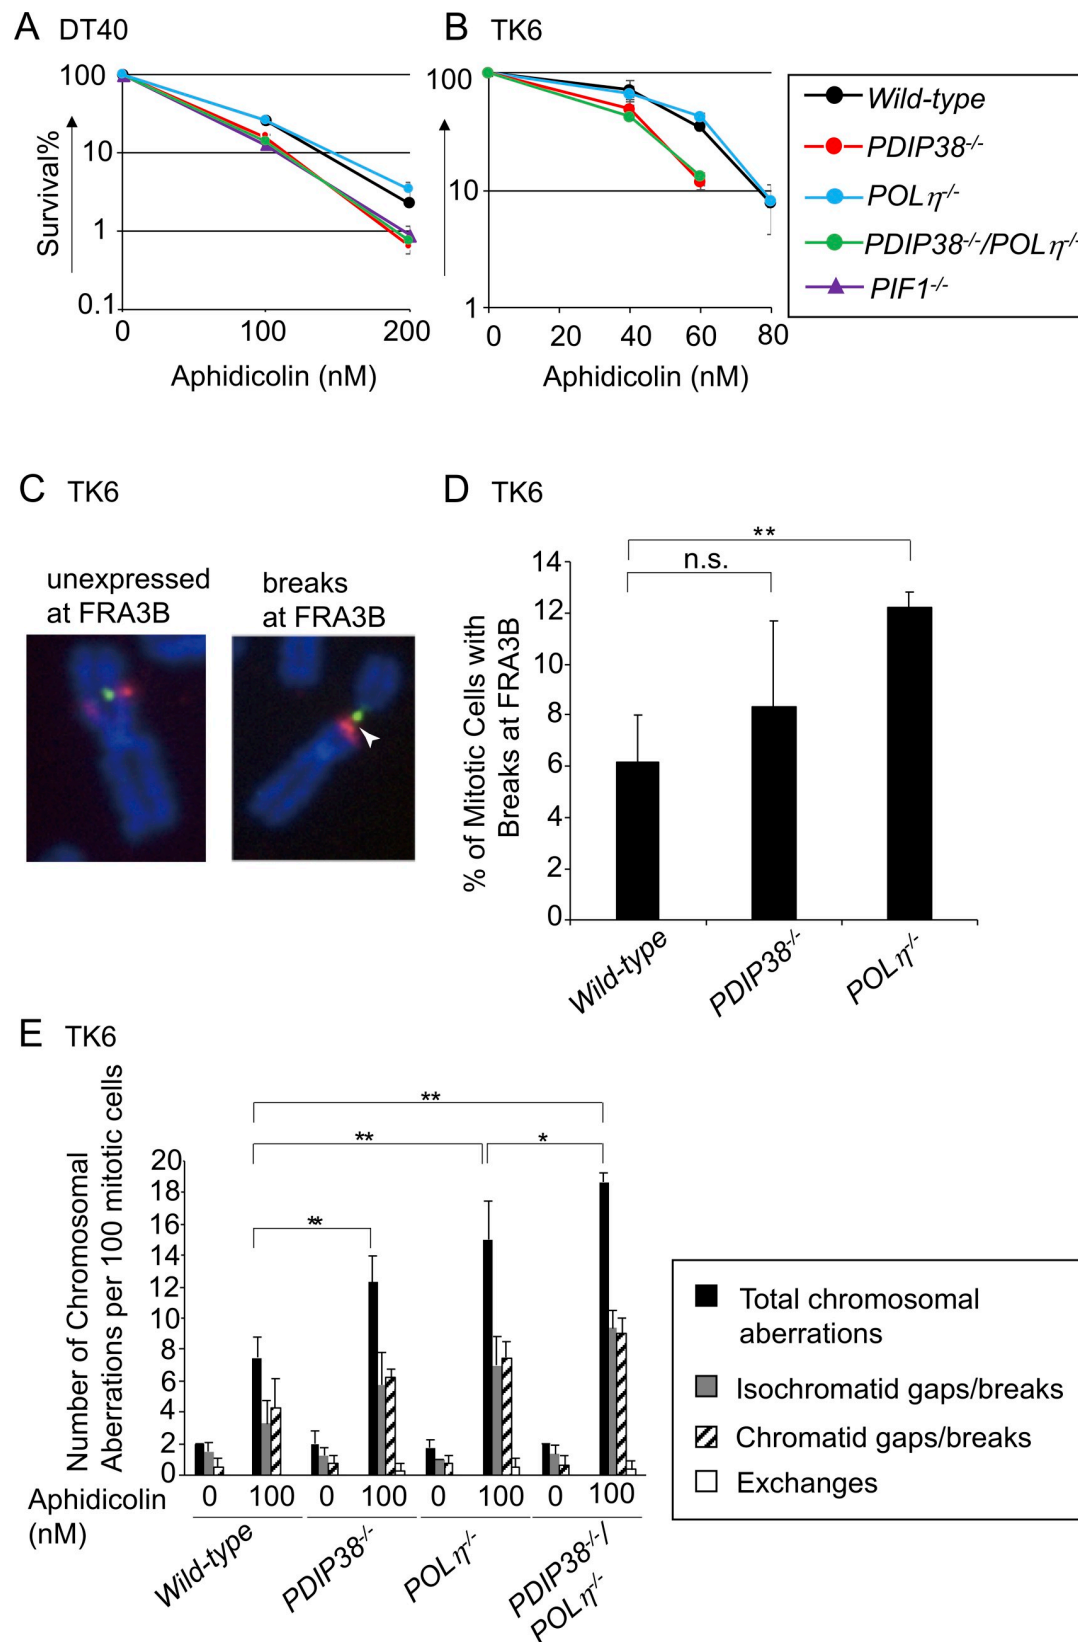 A DT40
Survival%
100
10
1
0.1
0 100 200
Aphidicolin (nM)
B TK6
100
10
1
0 20 40 60 80
Aphidicolin (nM)
Wild-type
PDIP38-/-
POLη-/-
PDIP38-/-/POLη-/-
PIF1-/-
C TK6
unexpressed
at FRA3B
breaks
at FRA3B
D TK6
% of Mitotic Cells with
Breaks at FRA3B
14
12
10
8
6
4
2
0
**
n.s.
Wild-type
PDIP38-/-
POLη-/-
E TK6
Number of Chromosomal
Aberrations per 100 mitotic cells
20
18
16
14
12
10
8
6
4
2
0
**
**
*
**
Aphidicolin
(nM)
0 100 0 100 0 100 0 100
Wild-type
PDIP38-/-
POLη-/-
PDIP38-/-/
POLη-/-
Total chromosomal
aberrations
Isochromatid gaps/breaks
Chromatid gaps/breaks
Exchanges